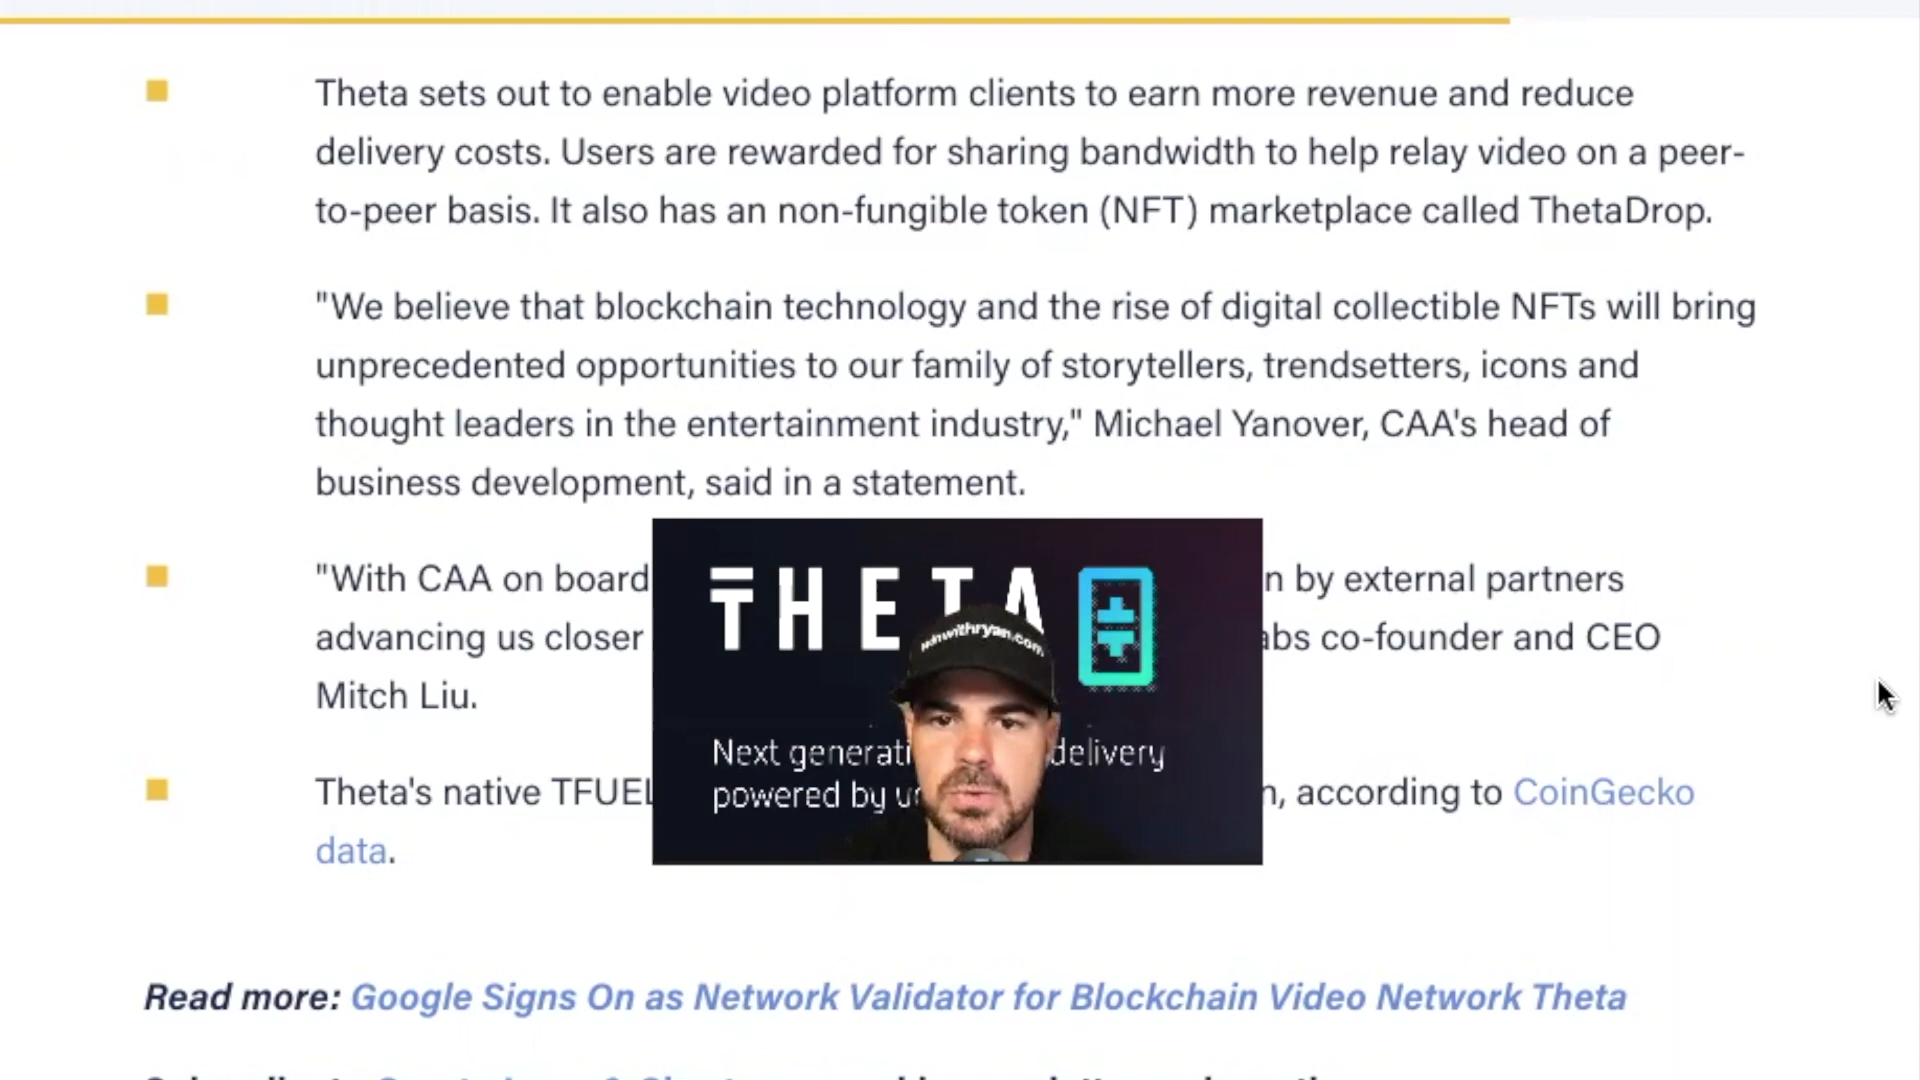 Theta sets out to enable video platform clients to earn more revenue and reduce
delivery costs. Users are rewarded for sharing bandwidth to help relay video on a peer-
to-peer basis. It also has an non-fungible token (NFT) marketplace called ThetaDrop.
"We believe that blockchain technology and the rise of digital collectible NFTs will bring
unprecedented opportunities to our family of storytellers, trendsetters, icons and
thought leaders in the entertainment industry," Michael Yanover, CAA's head of
business development, said in a statement.
"With CAA on board by external partners
advancing us closer co-founder and CEO
Mitch Liu.
THETA
Next delivery
powered by
Theta's native TFUEL according to CoinGecko
data.
Read more: Google Signs On as Network Validator for Blockchain Video Network Theta